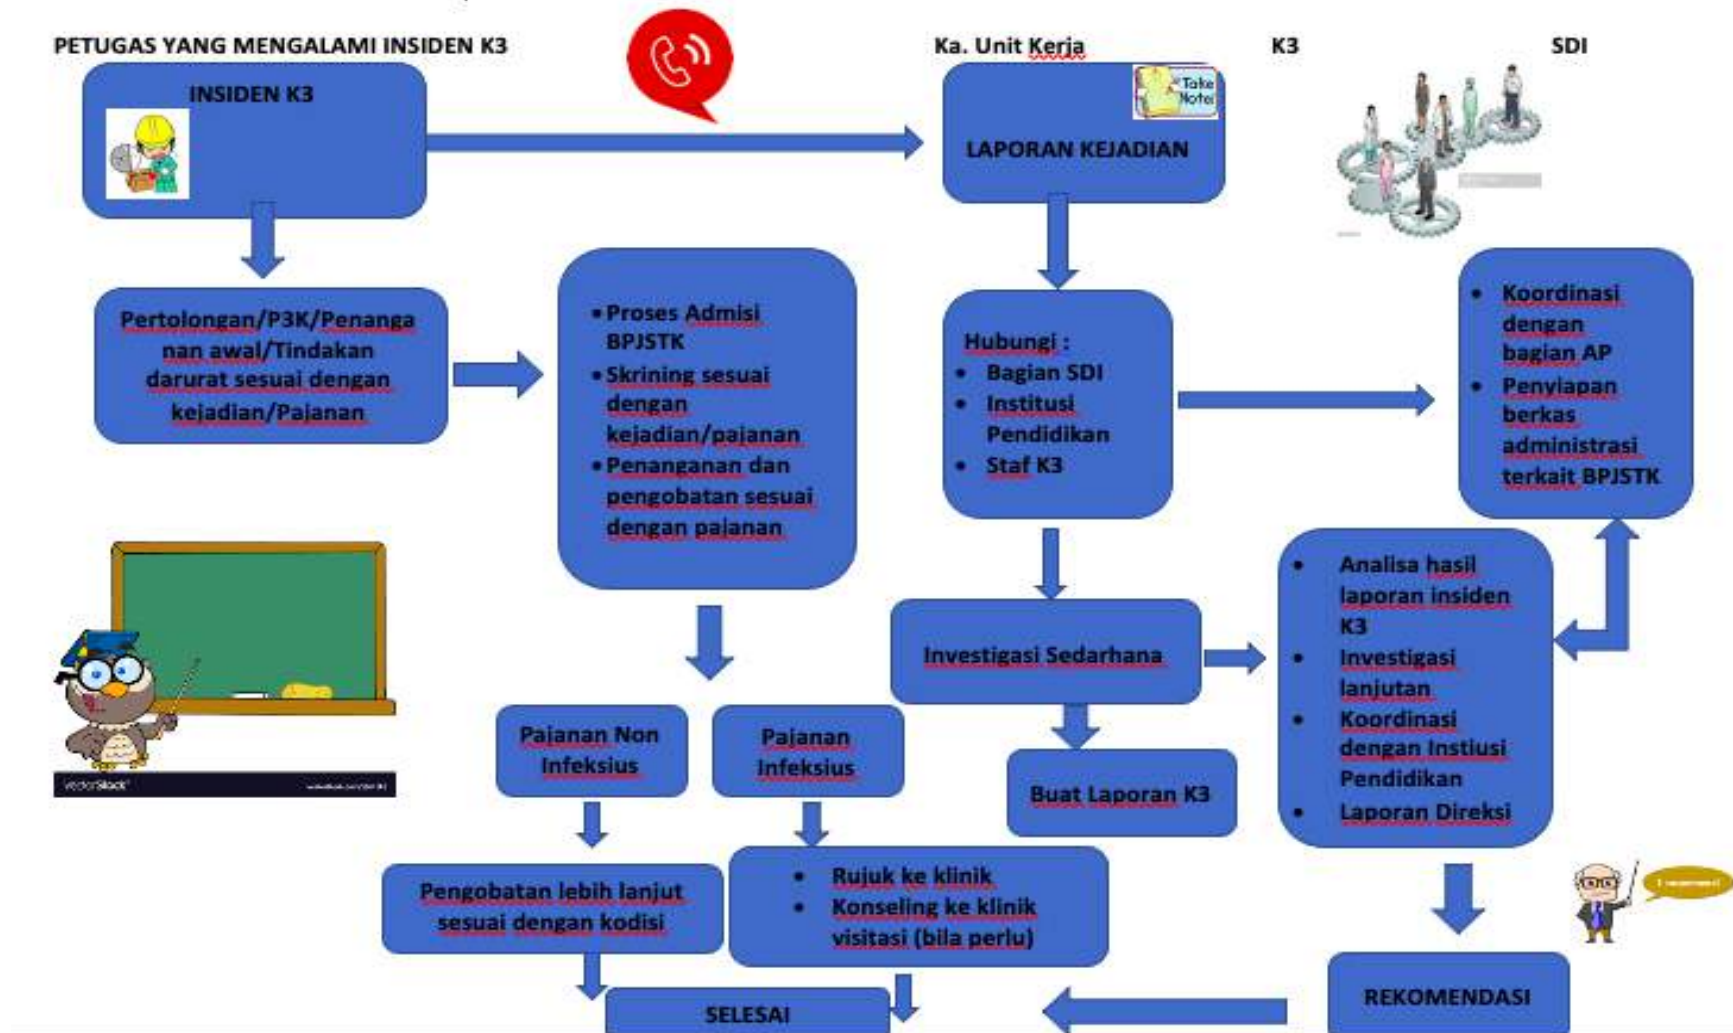 PETUGAS YANG MENGALAMI INSIDEN K3
Ka. Unit Kerja
K3
SDI
INSIDEN K3
Take
Note!
LAPORAN KEJADIAN
Pertolongan/P3K/Penanga
nan awal/Tindakan
darurat sesuai dengan
kejadian/Pajanan
• Proses Admisi
BPJSTK
• Skrining sesuai
dengan
kejadian/pajanan
• Penanganan dan
pengobatan sesuai
dengan pajanan
Hubungi :
• Bagian SDI
• Institusi
Pendidikan
• Staf K3
• Koordinasi
dengan
bagian AP
• Penyiapan
berkas
administrasi
terkait BPJSTK
Investigasi Sedarhana
• Analisa hasil
laporan insiden
K3
• Investigasi
lanjutan
• Koordinasi
dengan Instiusi
Pendidikan
• Laporan Direksi
Buat Laporan K3
VectorStock
Pajanan Non
Infeksius
Pajanan
Infeksius
Pengobatan lebih lanjut
sesuai dengan kodisi
• Rujuk ke klinik
• Konseling ke klinik
visitasi (bila perlu)
REKOMENDASI
SELESAI